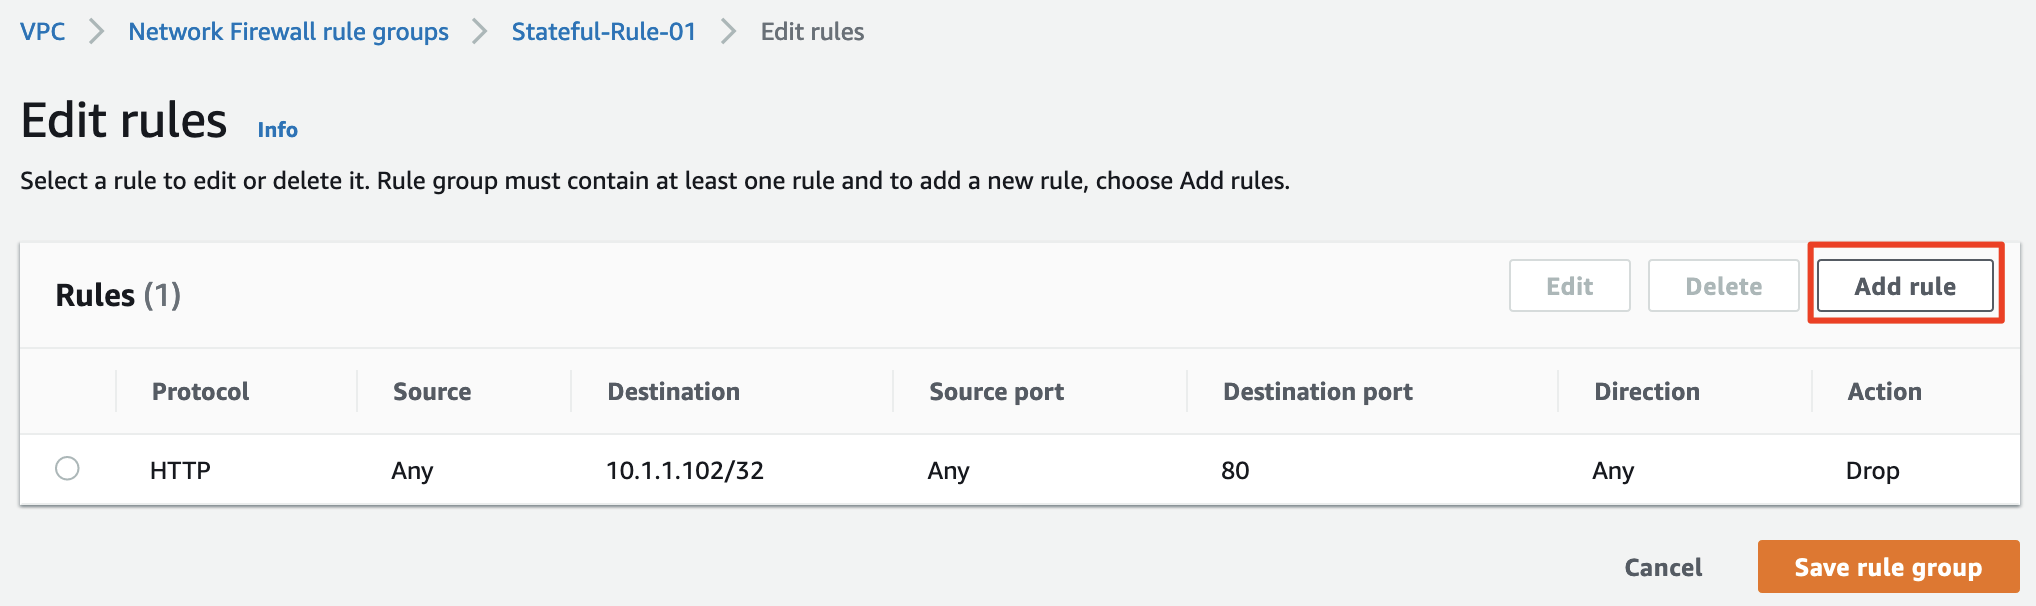 VPC Network Firewall rule groups Stateful-Rule-01 Edit rules
Edit rules Info
Select a rule to edit or delete it. Rule group must contain at least one rule and to add a new rule, choose Add rules.
Rules (1) Edit Delete Add rule
Protocol Source Destination Source port Destination port Direction Action
HTTP Any 10.1.1.102/32 Any 80 Any Drop
Cancel Save rule group